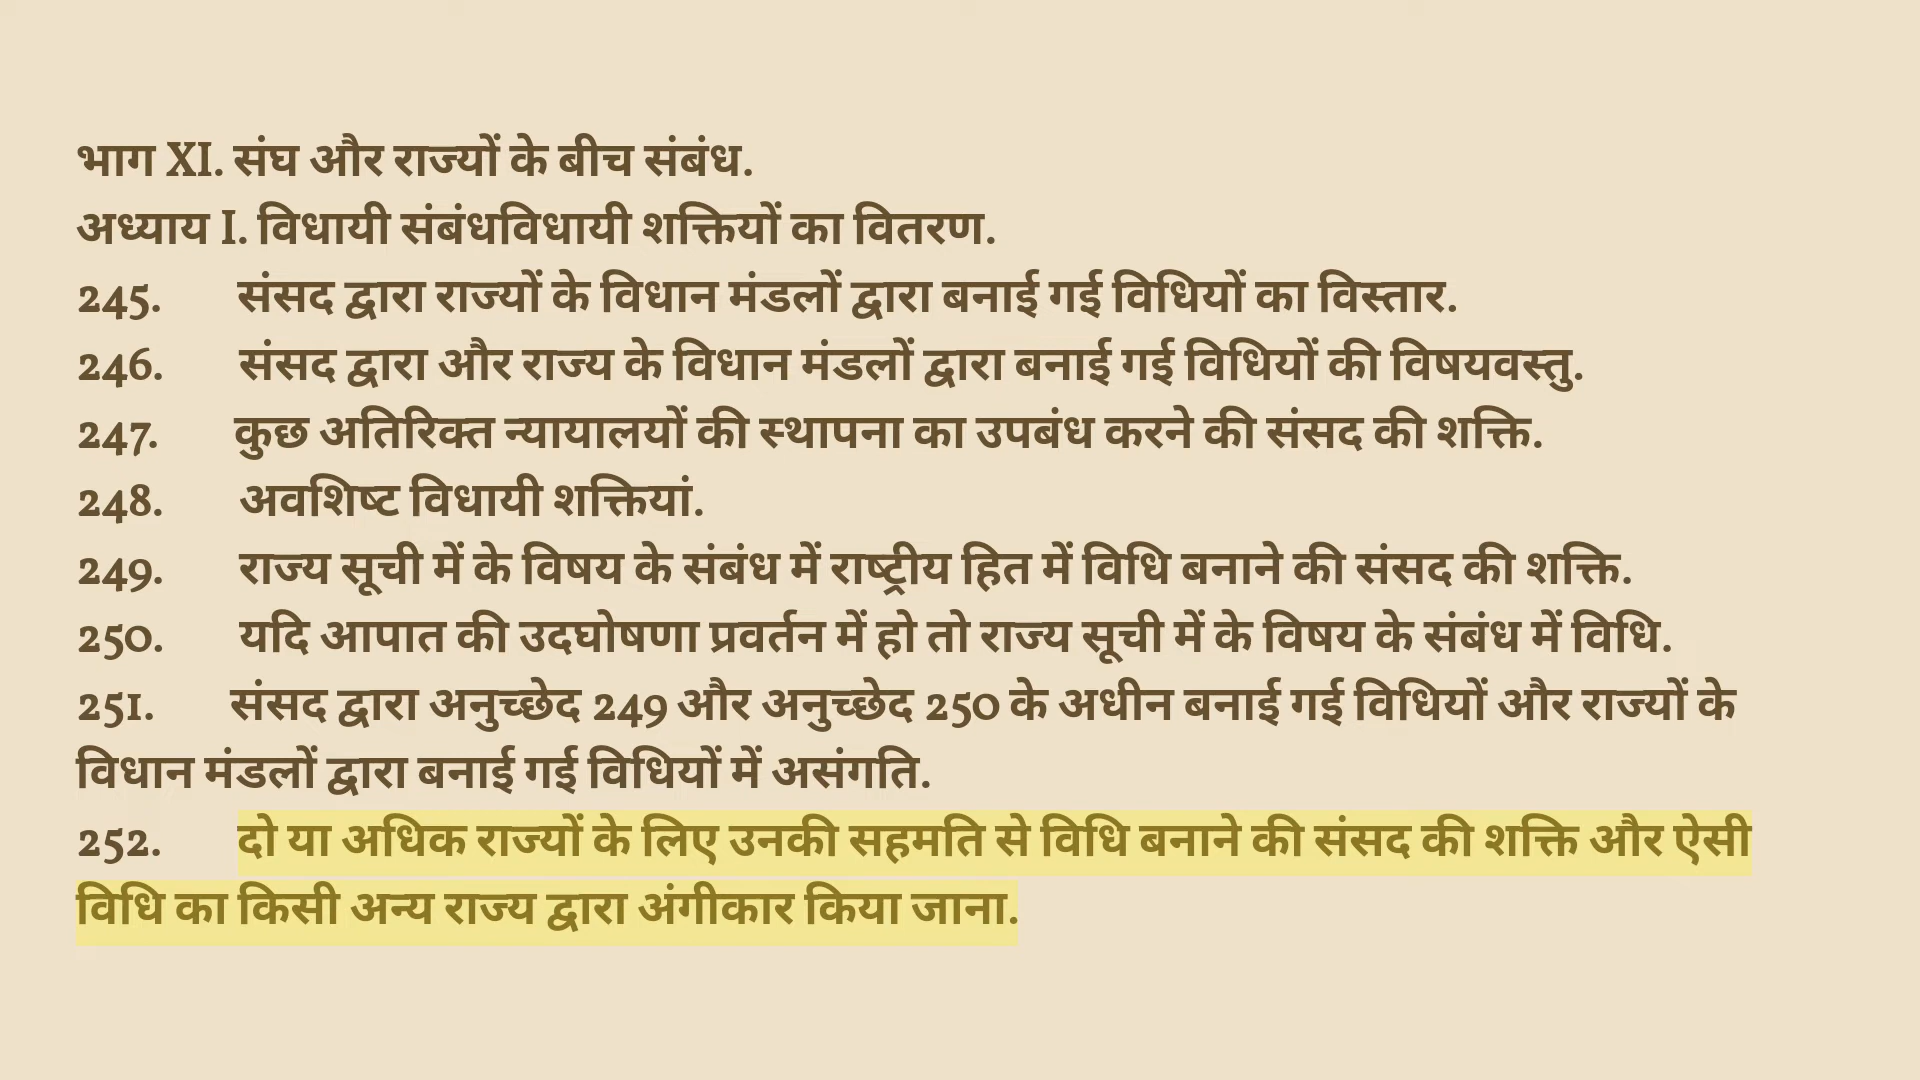 भाग XI. संघ और राज्यों के बीच संबंध.
अध्याय I. विधायी संबंधविधायी शक्तियों का वितरण.
245. संसद द्वारा राज्यों के विधान मंडलों द्वारा बनाई गई विधियों का विस्तार.
246. संसद द्वारा और राज्य के विधान मंडलों द्वारा बनाई गई विधियों की विषयवस्तु.
247. कुछ अतिरिक्त न्यायालयों की स्थापना का उपबंध करने की संसद की शक्ति.
248. अवशिष्ट विधायी शक्तियां.
249. राज्य सूची में के विषय के संबंध में राष्ट्रीय हित में विधि बनाने की संसद की शक्ति.
250. यदि आपात की उदघोषणा प्रवर्तन में हो तो राज्य सूची में के विषय के संबंध में विधि.
251. संसद द्वारा अनुच्छेद 249 और अनुच्छेद 250 के अधीन बनाई गई विधियों और राज्यों के
विधान मंडलों द्वारा बनाई गई विधियों में असंगति.
252. दो या अधिक राज्यों के लिए उनकी सहमति से विधि बनाने की संसद की शक्ति और ऐसी
विधि का किसी अन्य राज्य द्वारा अंगीकार किया जाना.